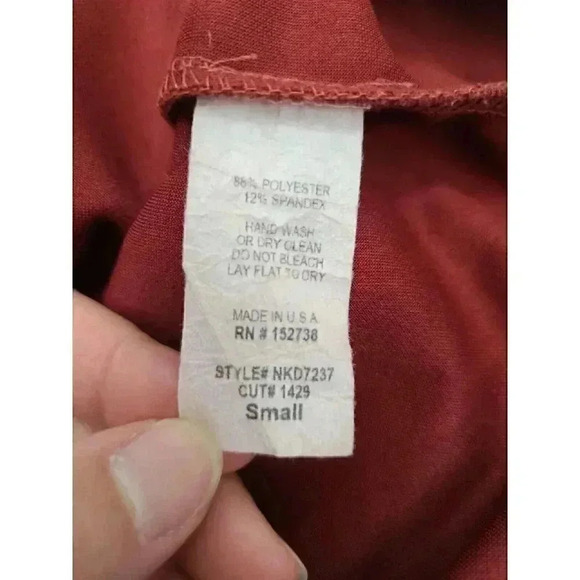 88% POLYESTER
12% SPANDEX
HAND WASH
OR DRY CLEAN
DO NOT BLEACH
LAY FLAT TO DRY
MADE IN U.S.A.
RN # 152738
STYLE# NKD7237
CUT# 1429
Small